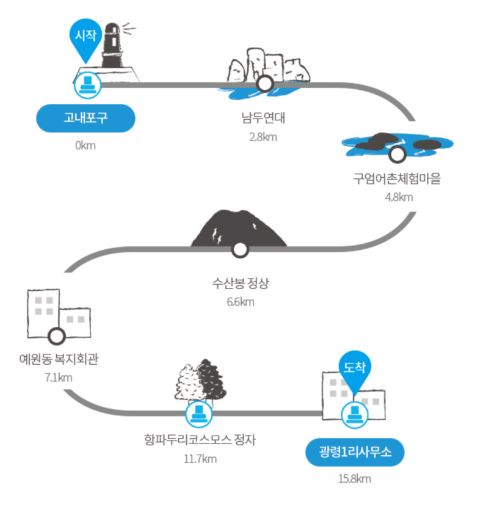 시작
고내포구
0km
남두연대
2.8km
구엄어촌체험마을
4.8km
수산봉 정상
6.6km
예원동 복지회관
7.1km
항파두리코스모스 정자
11.7km
도착
광령1리사무소
15.8km